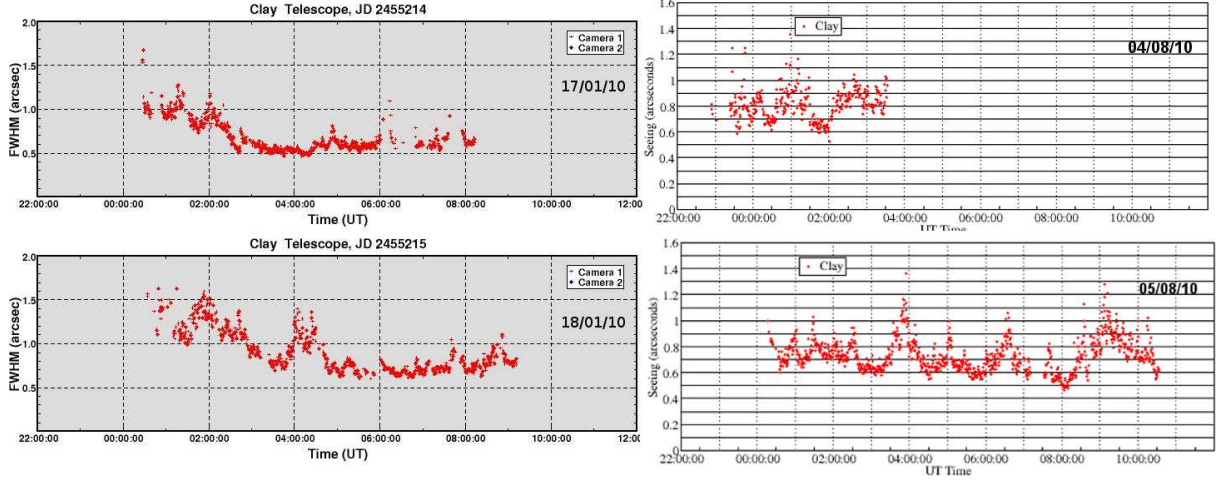 Clay Telescope, JD 2455214
2.0
1.5
1.0
0.5
FWHM (arcsec)
Camera 1
Camera 2
17/01/10
22:00:00 00:00:00 02:00:00 04:00:00 06:00:00 08:00:00 10:00:00 12:00
Time (UT)
1.6
1.4
1.2
1
0.8
0.6
0.4
0.2
0
Seeing (arcseconds)
Clay
04/08/10
22:00:00 00:00:00 02:00:00 04:00:00 06:00:00 08:00:00 10:00:00
UT Time
Clay Telescope, JD 2455215
2.0
1.5
1.0
0.5
FWHM (arcsec)
Camera 1
Camera 2
18/01/10
22:00:00 00:00:00 02:00:00 04:00:00 06:00:00 08:00:00 10:00:00 12:00:00
Time (UT)
1.6
1.4
1.2
1
0.8
0.6
0.4
0.2
0
Seeing (arcseconds)
Clay
05/08/10
22:00:00 00:00:00 02:00:00 04:00:00 06:00:00 08:00:00 10:00:00
UT Time